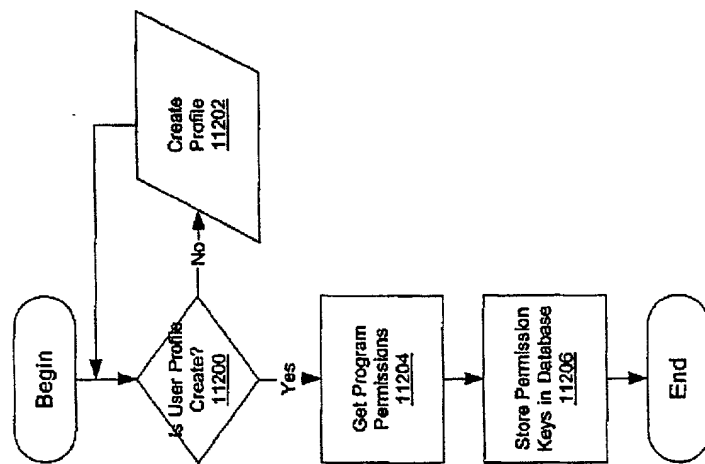 Begin
Is User Profile
Create?
11200
No
Create
Profile
11202
Yes
Get Program
Permissions
11204
Store Permission
Keys in Database
11206
End